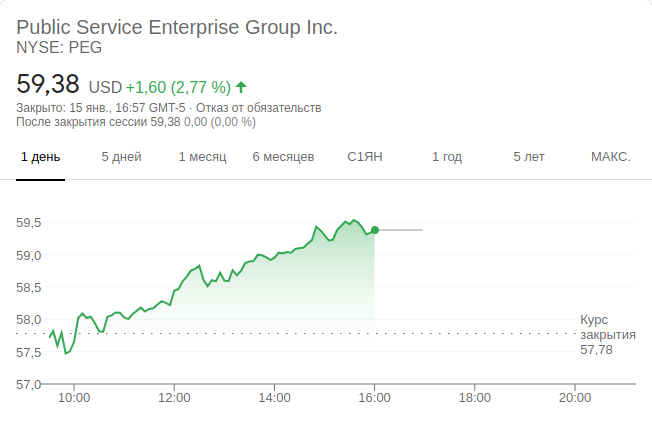 Public Service Enterprise Group Inc.
NYSE: PEG
59,38 USD +1,60 (2,77 %)
Закрыто: 15 янв., 16:57 GMT-5 · Отказ от обязательств
После закрытия сессии 59,38 0,00 (0,00 %)
1 день 5 дней 1 месяц 6 месяцев С1ЯН 1 год 5 лет МАКС.
59,5
59,0
58,5
58,0
Курс
закрытия
57,78
57,5
57,0
10:00 12:00 14:00 16:00 18:00 20:00